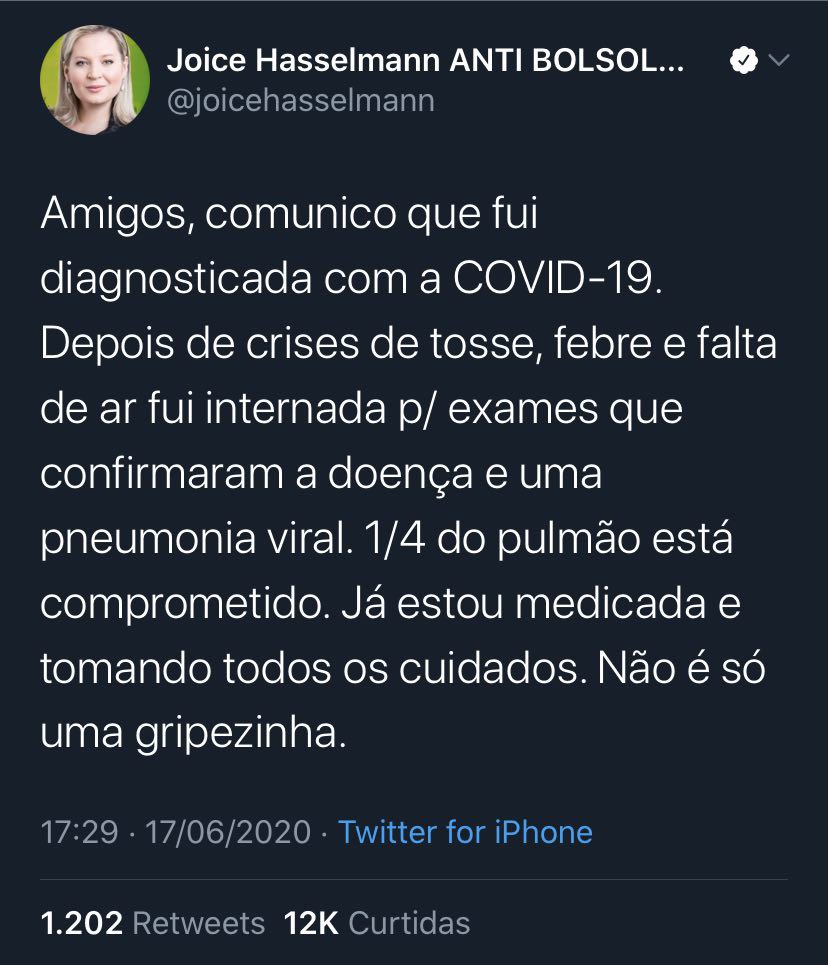 Joice Hasselmann ANTI BOLSOL...
@joicehasselmann
Amigos, comunico que fui
diagnosticada com a COVID-19.
Depois de crises de tosse, febre e falta
de ar fui internada p/ exames que
confirmaram a doença e uma
pneumonia viral. 1/4 do pulmão está
comprometido. Já estou medicada e
tomando todos os cuidados. Não é só
uma gripezinha.
17:29 · 17/06/2020 · Twitter for iPhone
1.202 Retweets 12K Curtidas